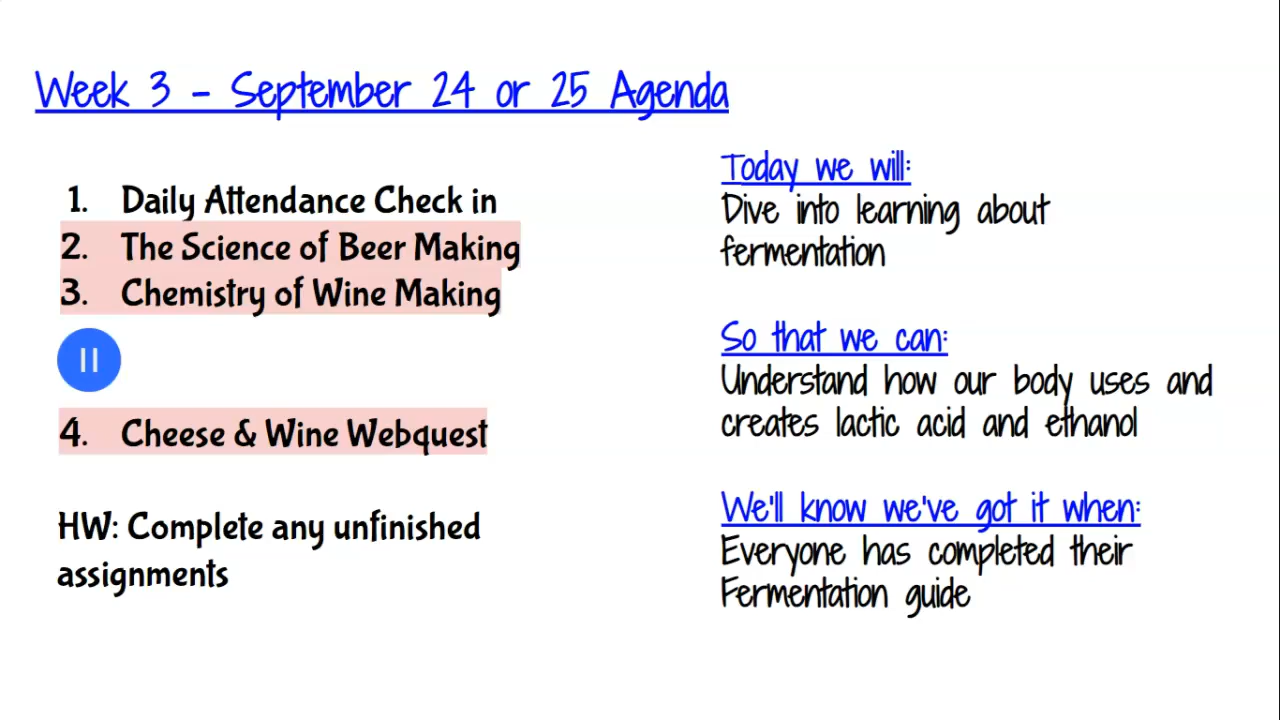 Week 3 - September 24 or 25 Agenda
1. Daily Attendance Check in
2. The Science of Beer Making
3. Chemistry of Wine Making
4. Cheese & Wine Webquest
HW: Complete any unfinished
assignments
Today we will:
Dive into learning about
fermentation
So that we can:
Understand how our body uses and
creates lactic acid and ethanol
We'll know we've got it when:
Everyone has completed their
Fermentation guide